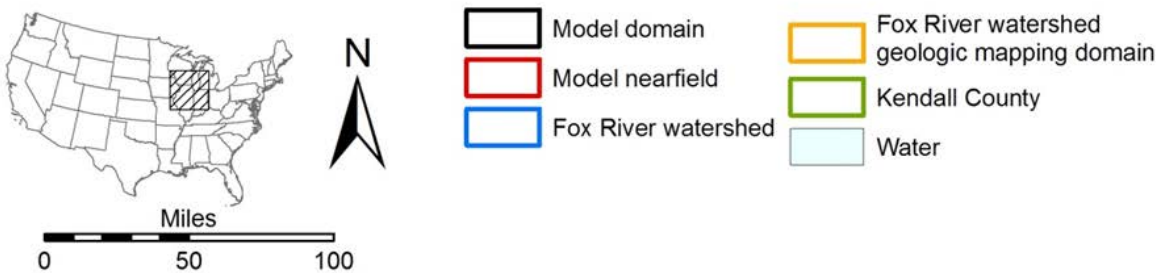 N
Miles
0 50 100
Model domain
Model nearfield
Fox River watershed
Fox River watershed
geologic mapping domain
Kendall County
Water